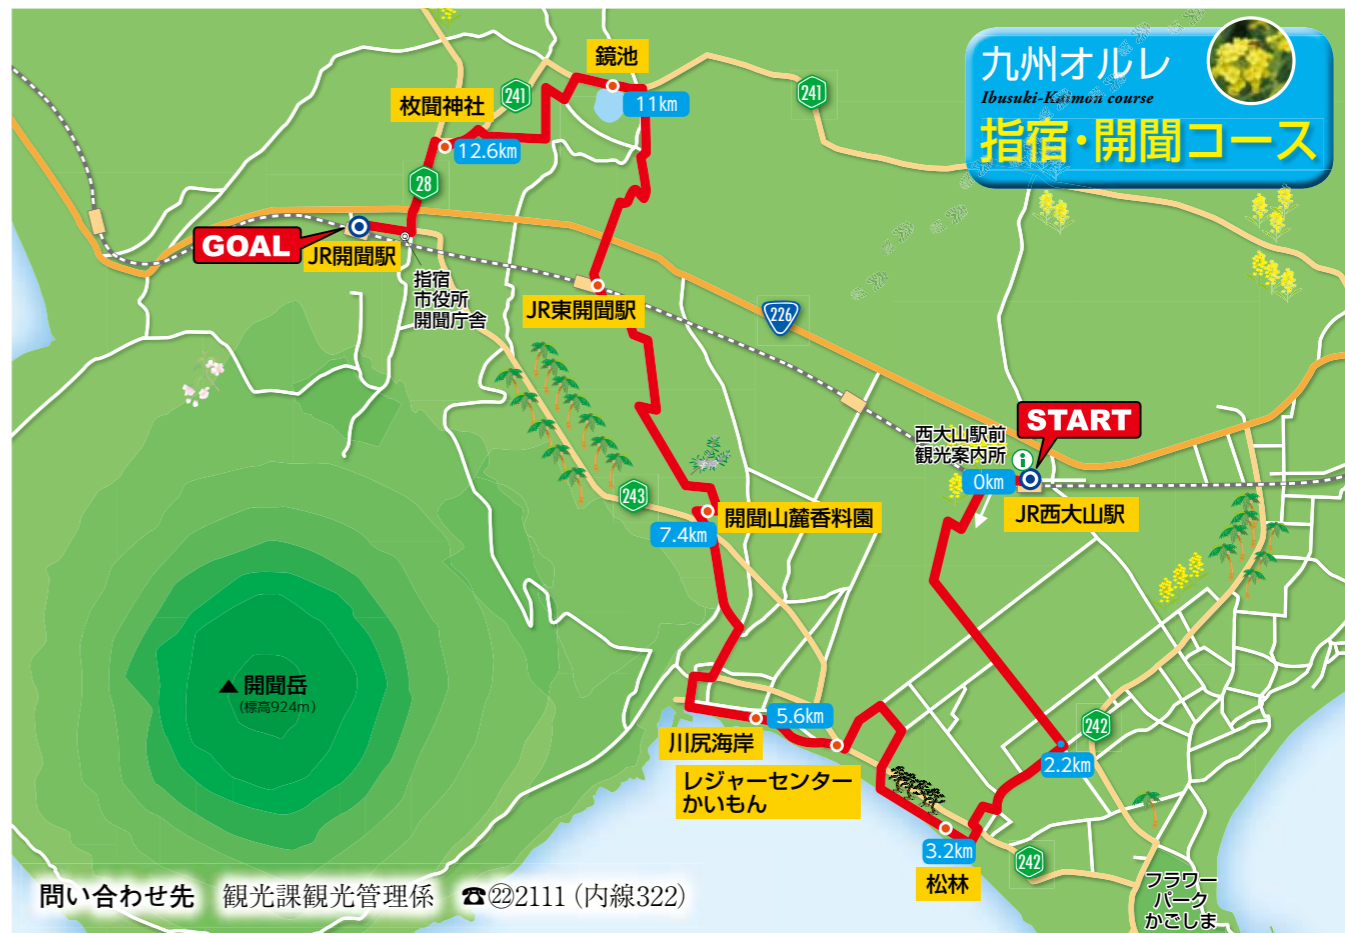 九州オルレ
Ibusuki-Kaimon course
指宿・開聞コース
鏡池
11km
241
241
枚聞神社
12.6km
28
GOAL
JR開聞駅
指宿
市役所
開聞庁舎
JR東開聞駅
226
START
西大山駅前
観光案内所
i
0km
JR西大山駅
243
開聞山麓香料園
7.4km
開聞岳
(標高924m)
5.6km
川尻海岸
レジャーセンター
かいもん
242
2.2km
3.2km
松林
242
フラワー
パーク
かごしま
問い合わせ先 観光課観光管理係 ☎㉒2111 (内線322)